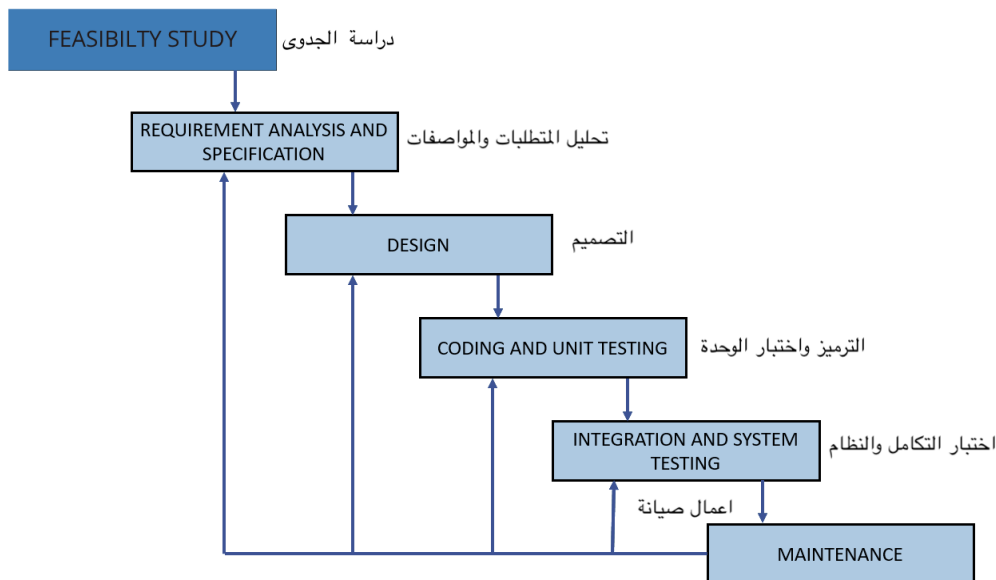 FEASIBILTY STUDY
دراسة الجدوى
REQUIREMENT ANALYSIS AND
SPECIFICATION
تحليل المتطلبات والمواصفات
DESIGN
التصميم
CODING AND UNIT TESTING
الترميز واختبار الوحدة
INTEGRATION AND SYSTEM
TESTING
اختبار التكامل والنظام
اعمال صيانة
MAINTENANCE